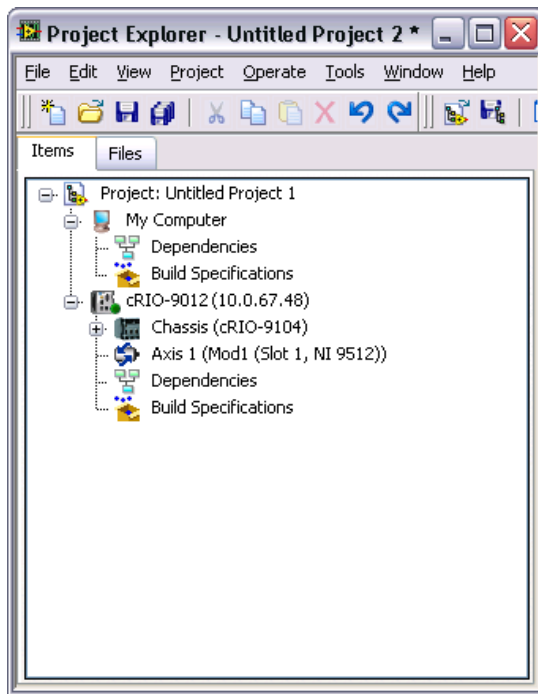 Project Explorer - Untitled Project 2 *
File Edit View Project Operate Tools Window Help
Items Files
Project: Untitled Project 1
My Computer
Dependencies
Build Specifications
cRIO-9012 (10.0.67.48)
Chassis (cRIO-9104)
Axis 1 (Mod1 (Slot 1, NI 9512))
Dependencies
Build Specifications